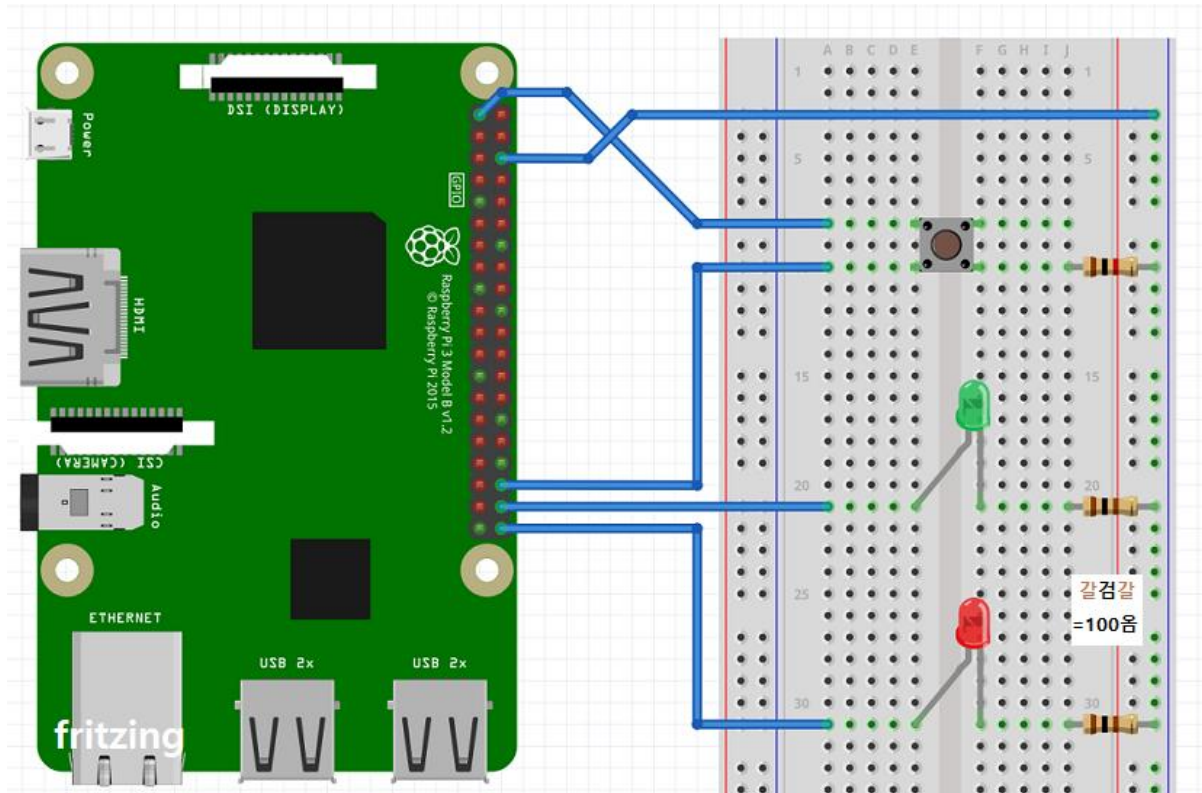 DSI (DISPLAY)
Power
GPIO
HDMI
Raspberry Pi 3 Model B v1.2
© Raspberry Pi 2015
CSI (CAMERA)
Audio
ETHERNET
USB 2x
USB 2x
fritzing
A B C D E F G H I J
1 1
5 5
15 15
20 20
25
30 30
갈검갈
=100옴